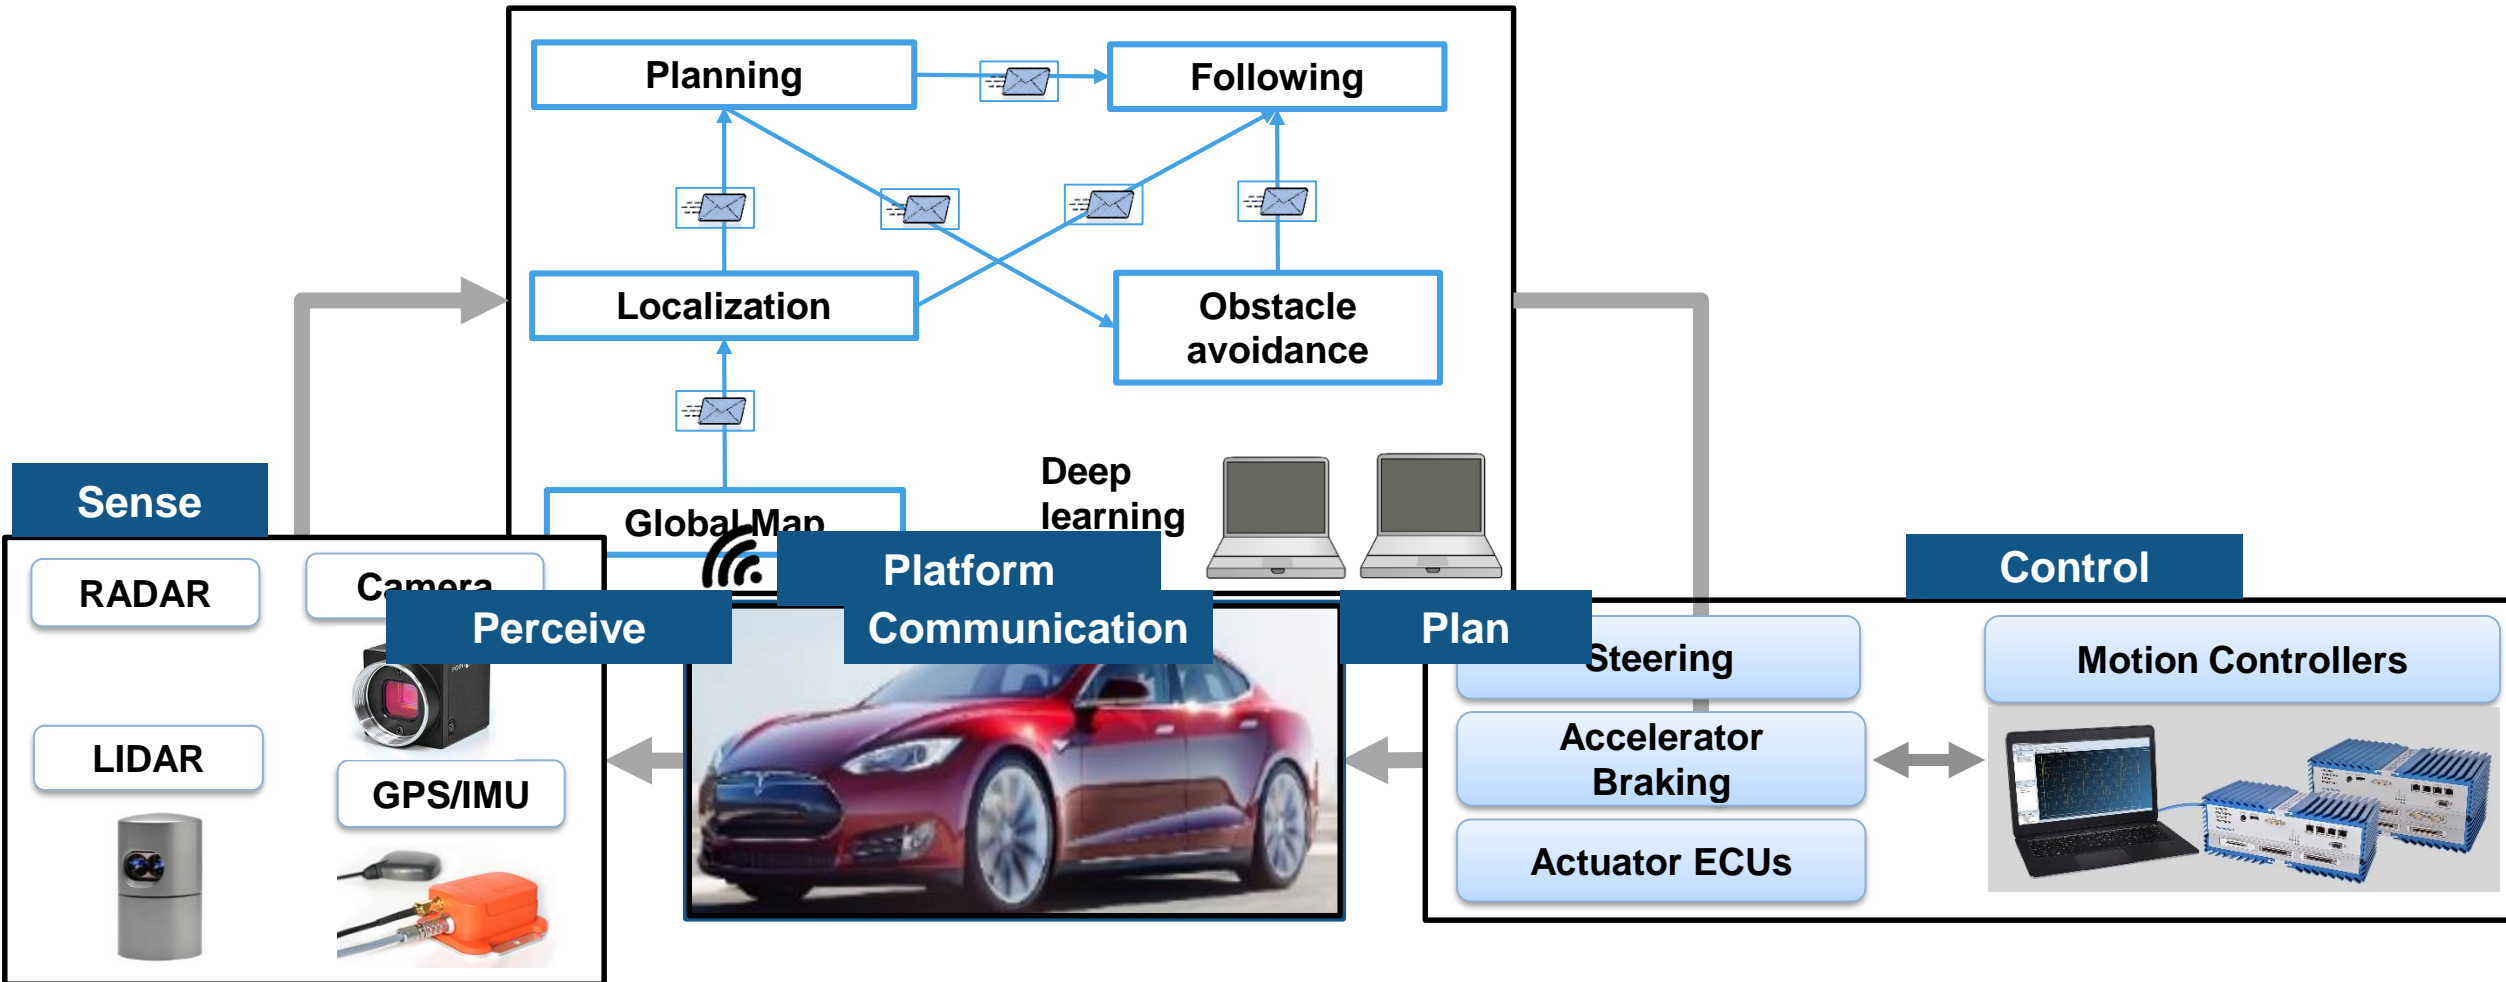 Planning
Following
Localization
Obstacle
avoidance
Deep
learning
Global Map
Sense
RADAR
Camera
LIDAR
GPS/IMU
Platform
Perceive
Communication
Plan
Control
Steering
Motion Controllers
Accelerator
Braking
Actuator ECUs